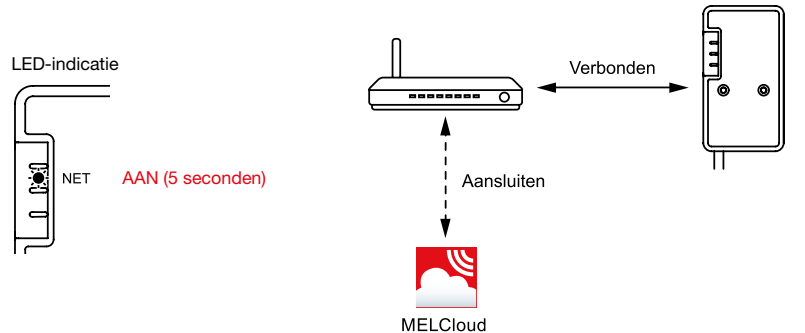 LED-indicatie
NET
AAN (5 seconden)
Verbonden
Aansluiten
MELCloud